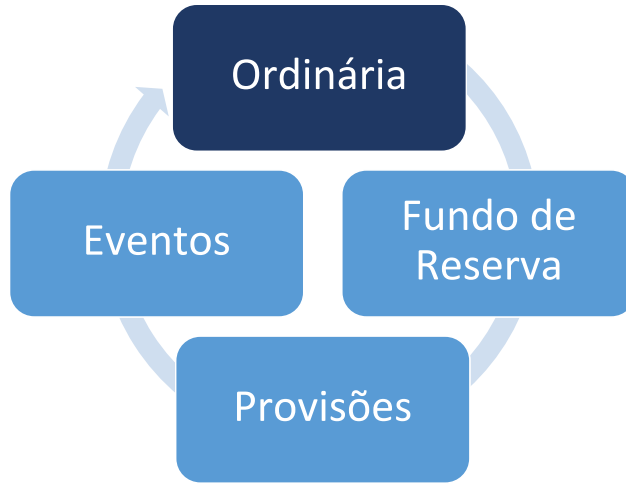 Ordinária
Fundo de
Reserva
Provisões
Eventos